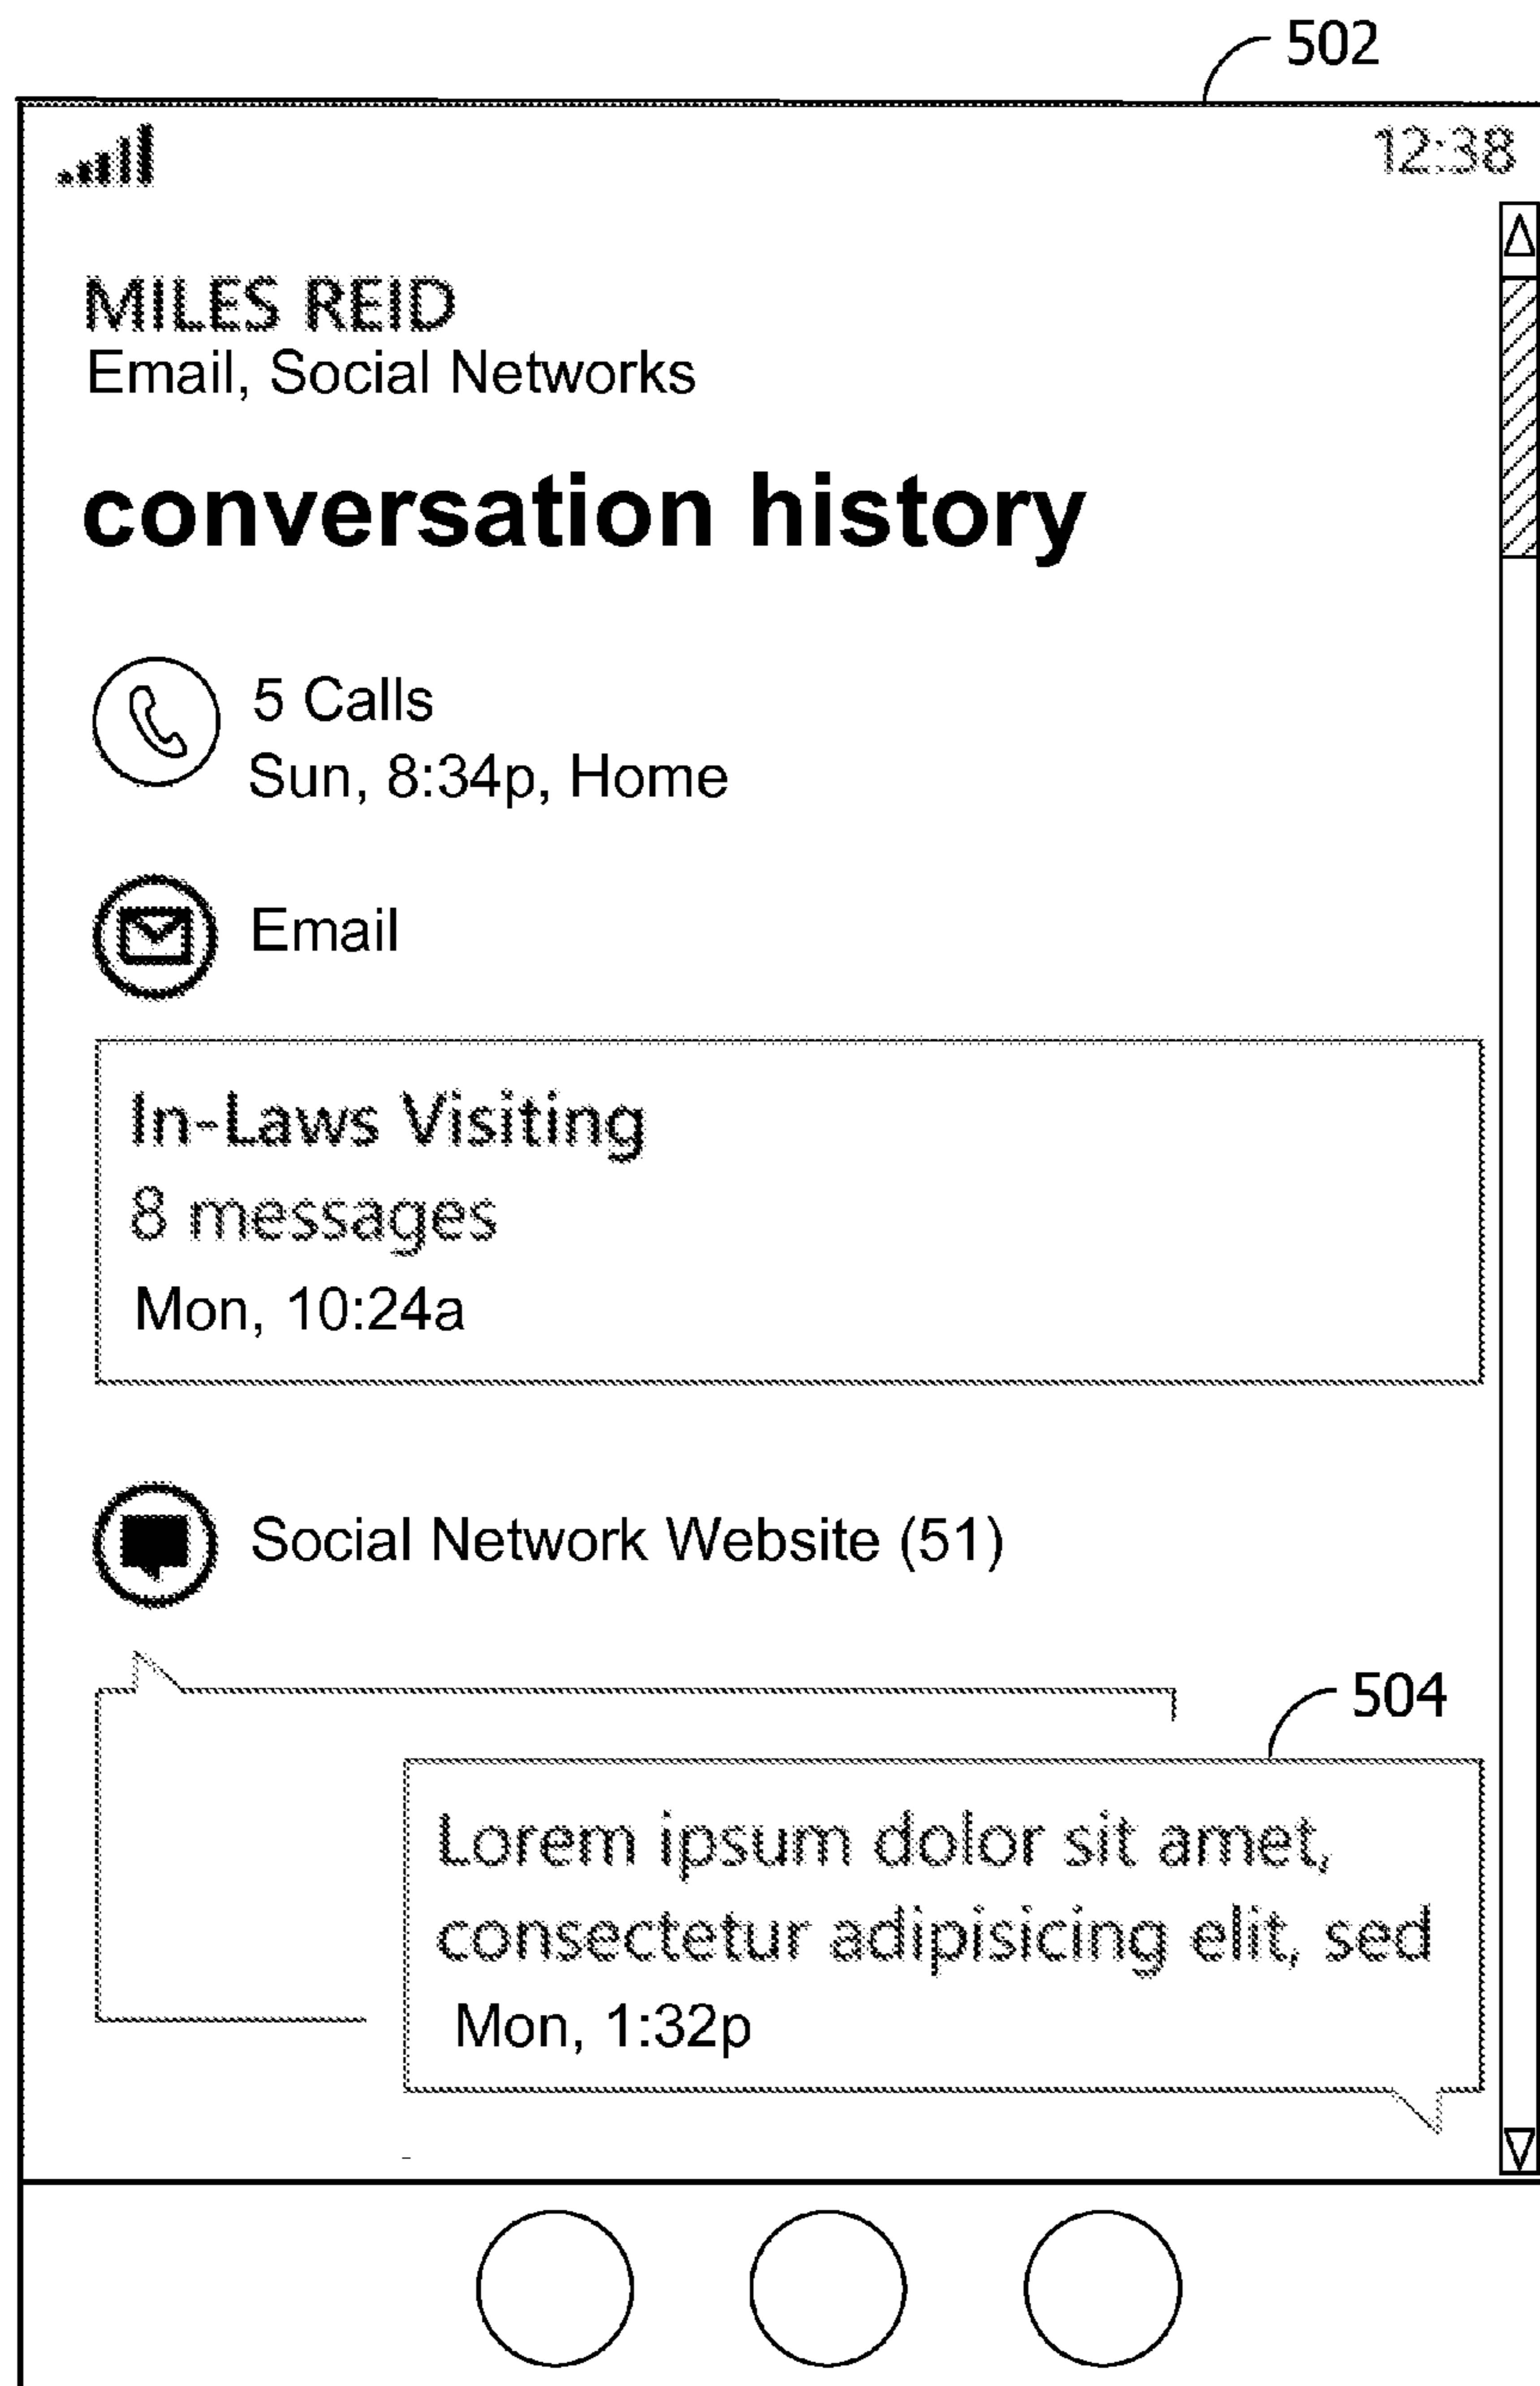 502
12:38
MILES REID
Email, Social Networks
conversation history
5 Calls
Sun, 8:34p, Home
Email
In-Laws Visiting
8 messages
Mon, 10:24a
Social Network Website (51)
504
Lorem ipsum dolor sit amet,
consectetur adipisicing elit, sed
Mon, 1:32p